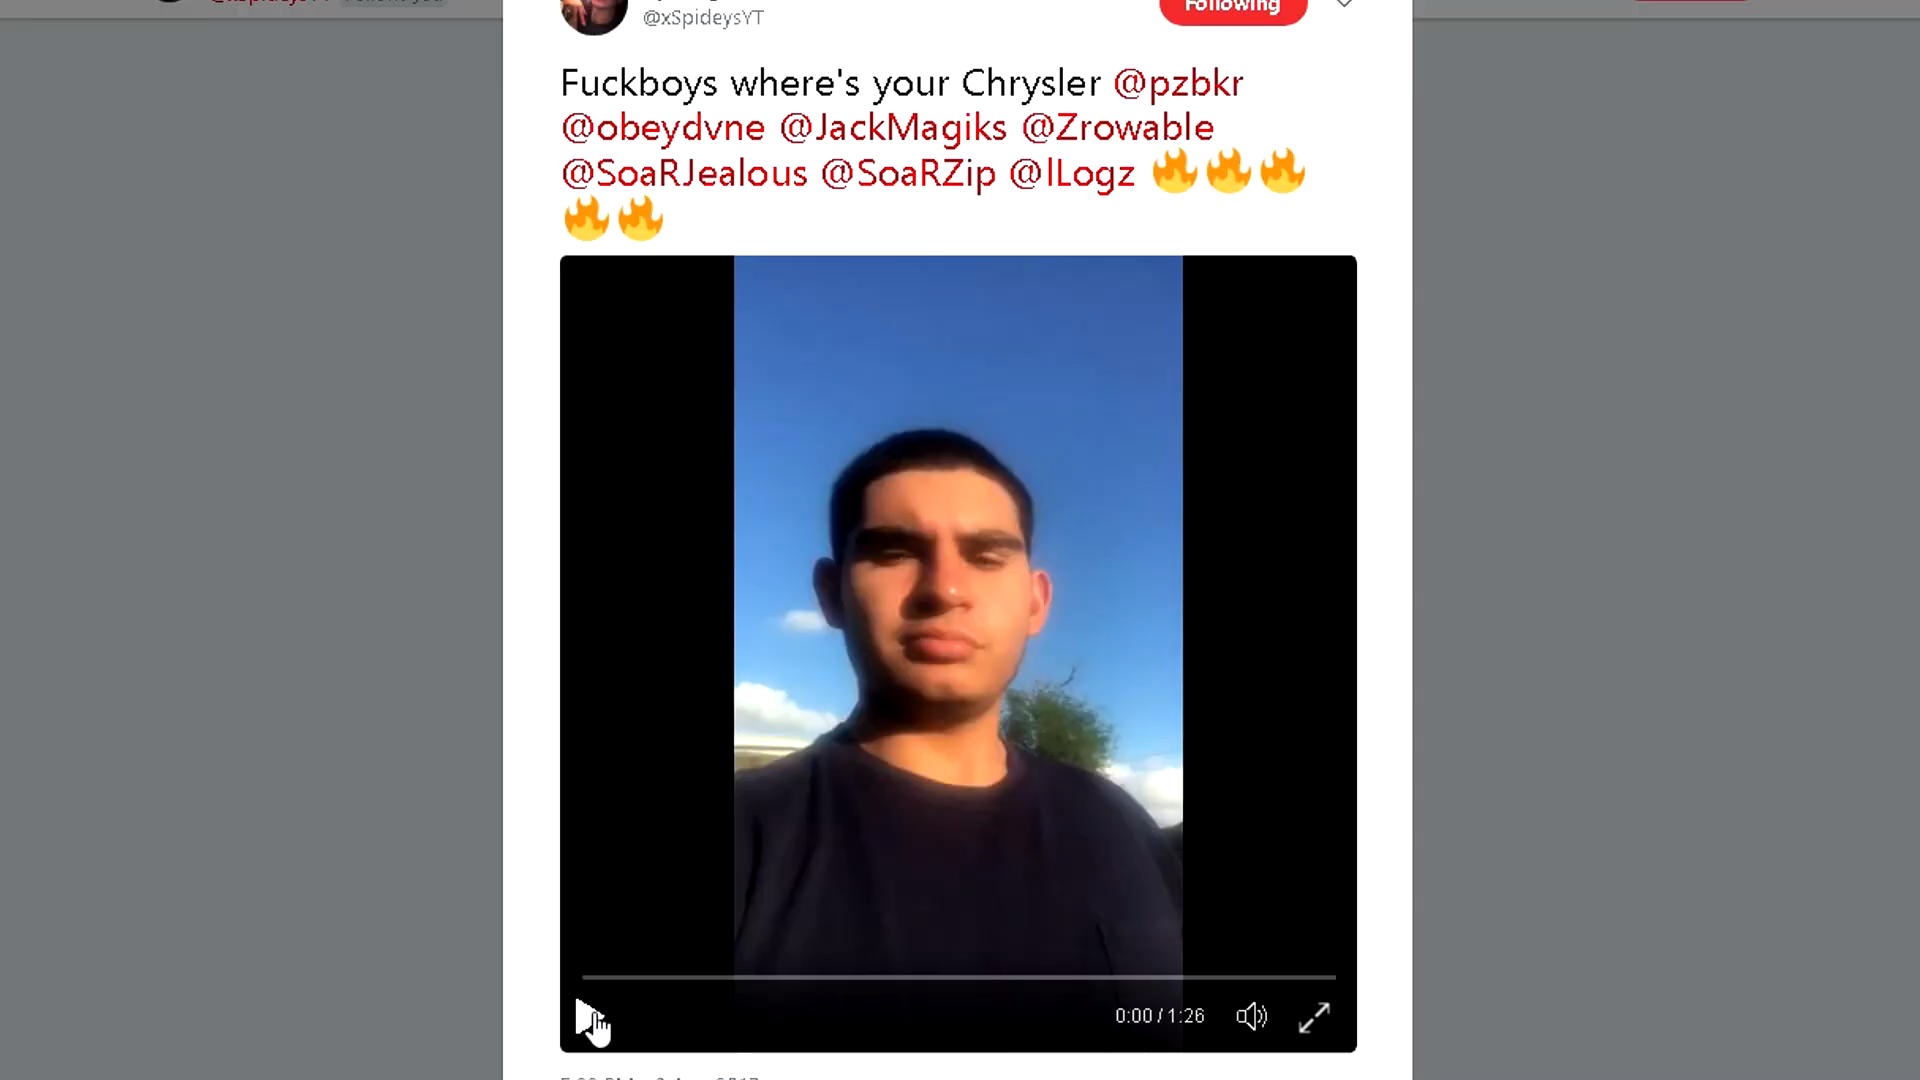 Following
@xSpideysYT
Fuckboys where's your Chrysler @pzbkr
@obeydvne @JackMagiks @Zrowable
@SoaRJealous @SoaRZip @lLogz 🔥🔥🔥
🔥🔥
0:00 / 1:26